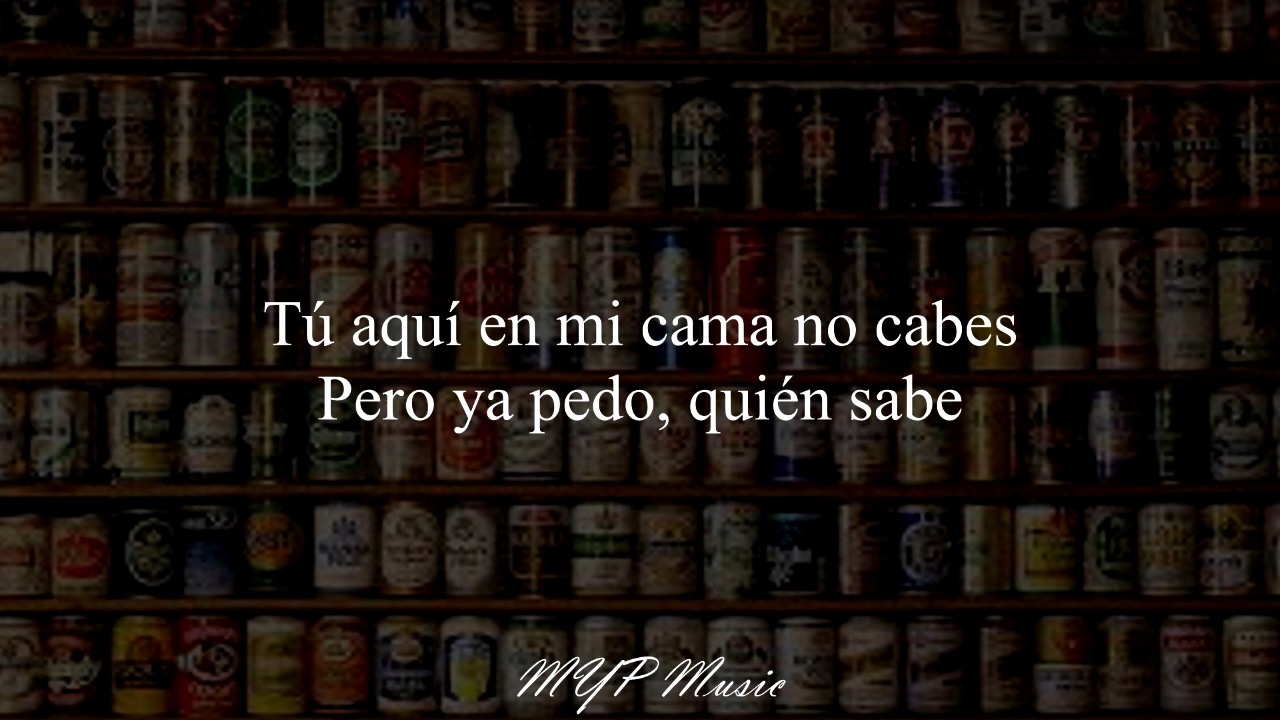 Tú aquí en mi cama no cabes
Pero ya pedo, quién sabe
MYP Music